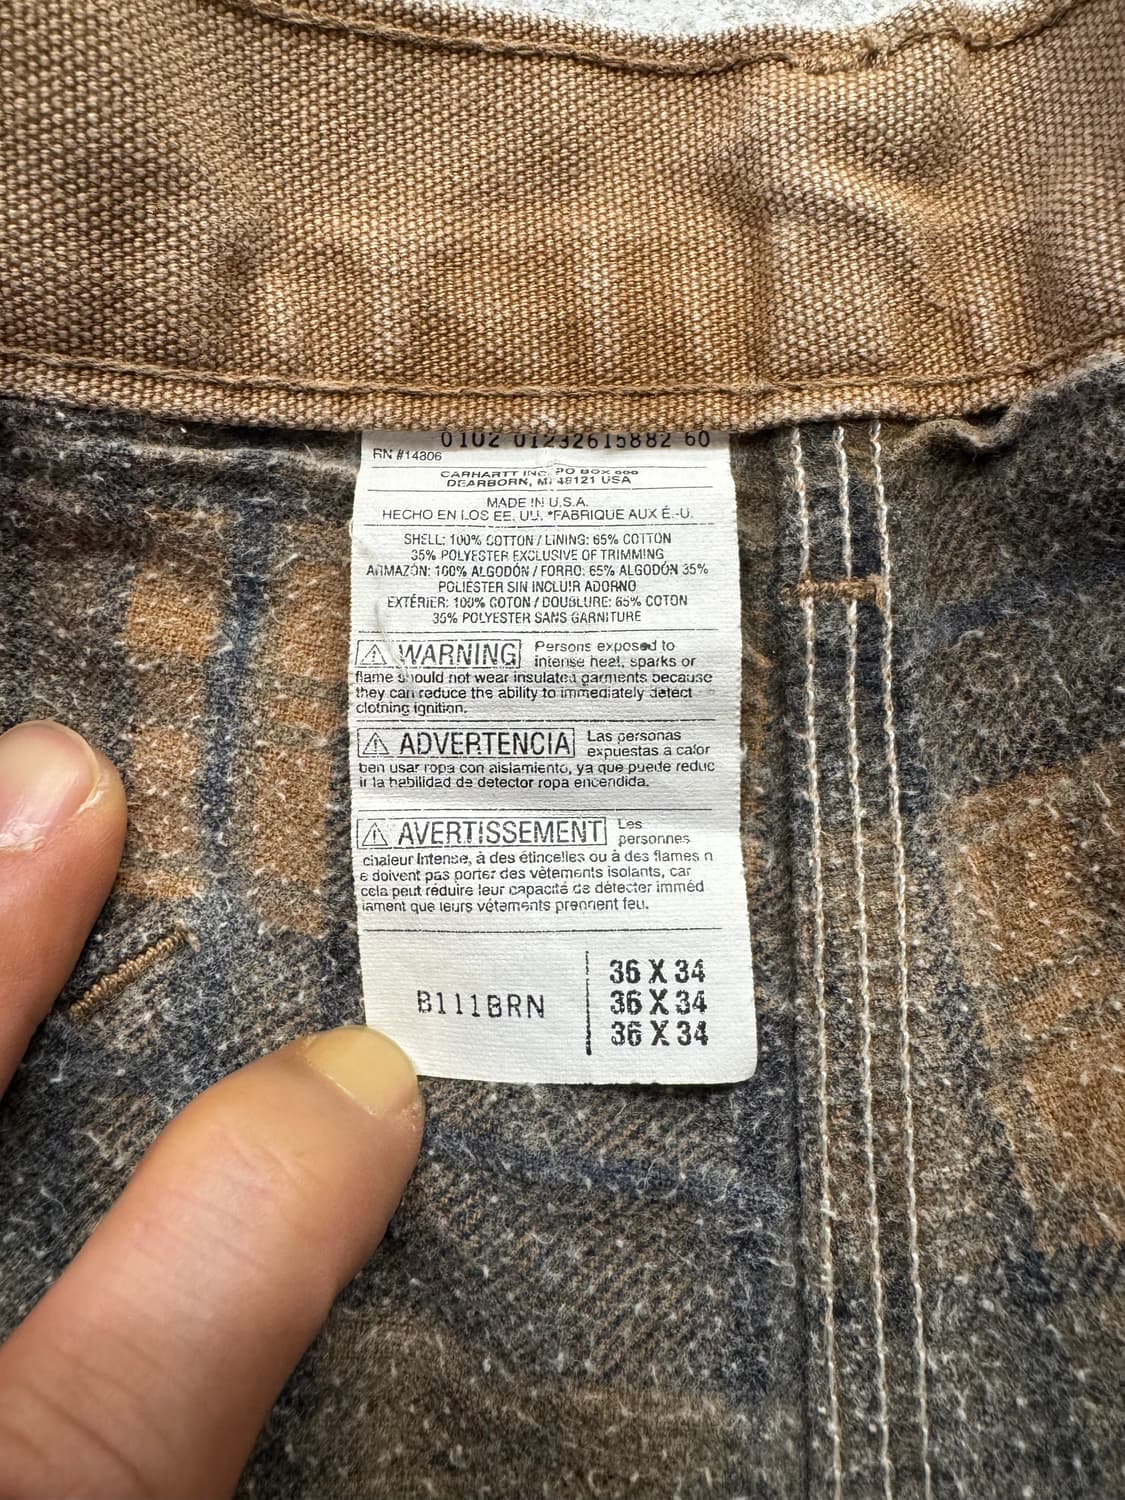 0102 01232615882 60
RN #14806
CARHARTT INC. PO BOX 600
DEARBORN, MI 48121 USA
MADE IN U.S.A.
HECHO EN LOS EE. UU. *FABRIQUE AUX É.-U.
SHELL: 100% COTTON / LINING: 65% COTTON
35% POLYESTER EXCLUSIVE OF TRIMMING
ARMAZÓN: 100% ALGODÓN / FORRO: 65% ALGODÓN 35%
POLIÉSTER SIN INCLUIR ADORNO
EXTÉRIER: 100% COTON / DOUBLURE: 65% COTON
35% POLYESTER SANS GARNITURE
WARNING Persons exposed to
intense heat, sparks or
flame should not wear insulated garments because
they can reduce the ability to immediately detect
clothing ignition.
ADVERTENCIA Las personas
expuestas a calor
ben usar ropa con aislamiento, ya que puede reduc
ir la habilidad de detector ropa encendida.
AVERTISSEMENT Les
personnes
chaleur Intense, à des étincelles ou à des flames n
e doivent pas porter des vètements isolants, car
cela peut réduire leur capacité de détecter imméd
iament que leurs vétements prennent feu.
B111BRN
36 X 34
36 X 34
36 X 34